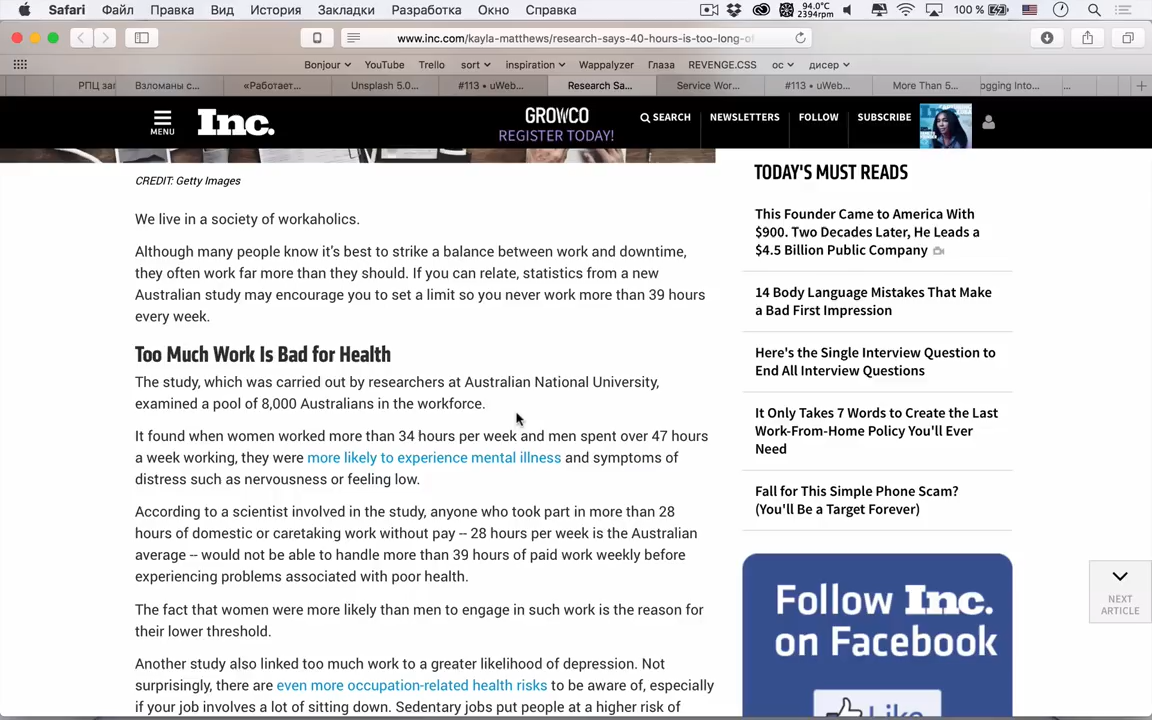 Safari Файл Правка Вид История Закладки Разработка Окно Справка 94.0°C 2394rpm 100 %
www.inc.com/kayla-matthews/research-says-40-hours-is-too-long-o
Bonjour YouTube Trello sort inspiration Wappalyzer Глаза REVENGE.CSS ос дисер
РПЦ заг Взломаны с... «Работает... Unsplash 5.0... #113 • uWeb... Research Sa... Service Wor... #113 • uWeb... More Than 5... ogging Into... ...
MENU
Inc.
GROWCO
REGISTER TODAY!
SEARCH NEWSLETTERS FOLLOW SUBSCRIBE
CREDIT: Getty Images
We live in a society of workaholics.
Although many people know it's best to strike a balance between work and downtime,
they often work far more than they should. If you can relate, statistics from a new
Australian study may encourage you to set a limit so you never work more than 39 hours
every week.
Too Much Work Is Bad for Health
The study, which was carried out by researchers at Australian National University,
examined a pool of 8,000 Australians in the workforce.
It found when women worked more than 34 hours per week and men spent over 47 hours
a week working, they were more likely to experience mental illness and symptoms of
distress such as nervousness or feeling low.
According to a scientist involved in the study, anyone who took part in more than 28
hours of domestic or caretaking work without pay -- 28 hours per week is the Australian
average -- would not be able to handle more than 39 hours of paid work weekly before
experiencing problems associated with poor health.
The fact that women were more likely than men to engage in such work is the reason for
their lower threshold.
Another study also linked too much work to a greater likelihood of depression. Not
surprisingly, there are even more occupation-related health risks to be aware of, especially
if your job involves a lot of sitting down. Sedentary jobs put people at a higher risk of
TODAY'S MUST READS
This Founder Came to America With
$900. Two Decades Later, He Leads a
$4.5 Billion Public Company
14 Body Language Mistakes That Make
a Bad First Impression
Here's the Single Interview Question to
End All Interview Questions
It Only Takes 7 Words to Create the Last
Work-From-Home Policy You'll Ever
Need
Fall for This Simple Phone Scam?
(You'll Be a Target Forever)
Follow Inc.
on Facebook
Like
NEXT
ARTICLE